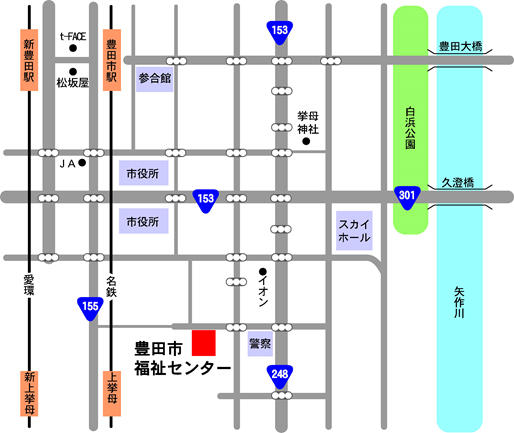 t-FACE
153
新豊田駅
豊田市駅
豊田大橋
松坂屋
参合館
白浜公園
挙母
神社
JA
市役所
久澄橋
153
301
市役所
スカイ
ホール
愛環
名鉄
イオン
矢作川
155
豊田市
福祉センター
警察
新上挙母
上挙母
248